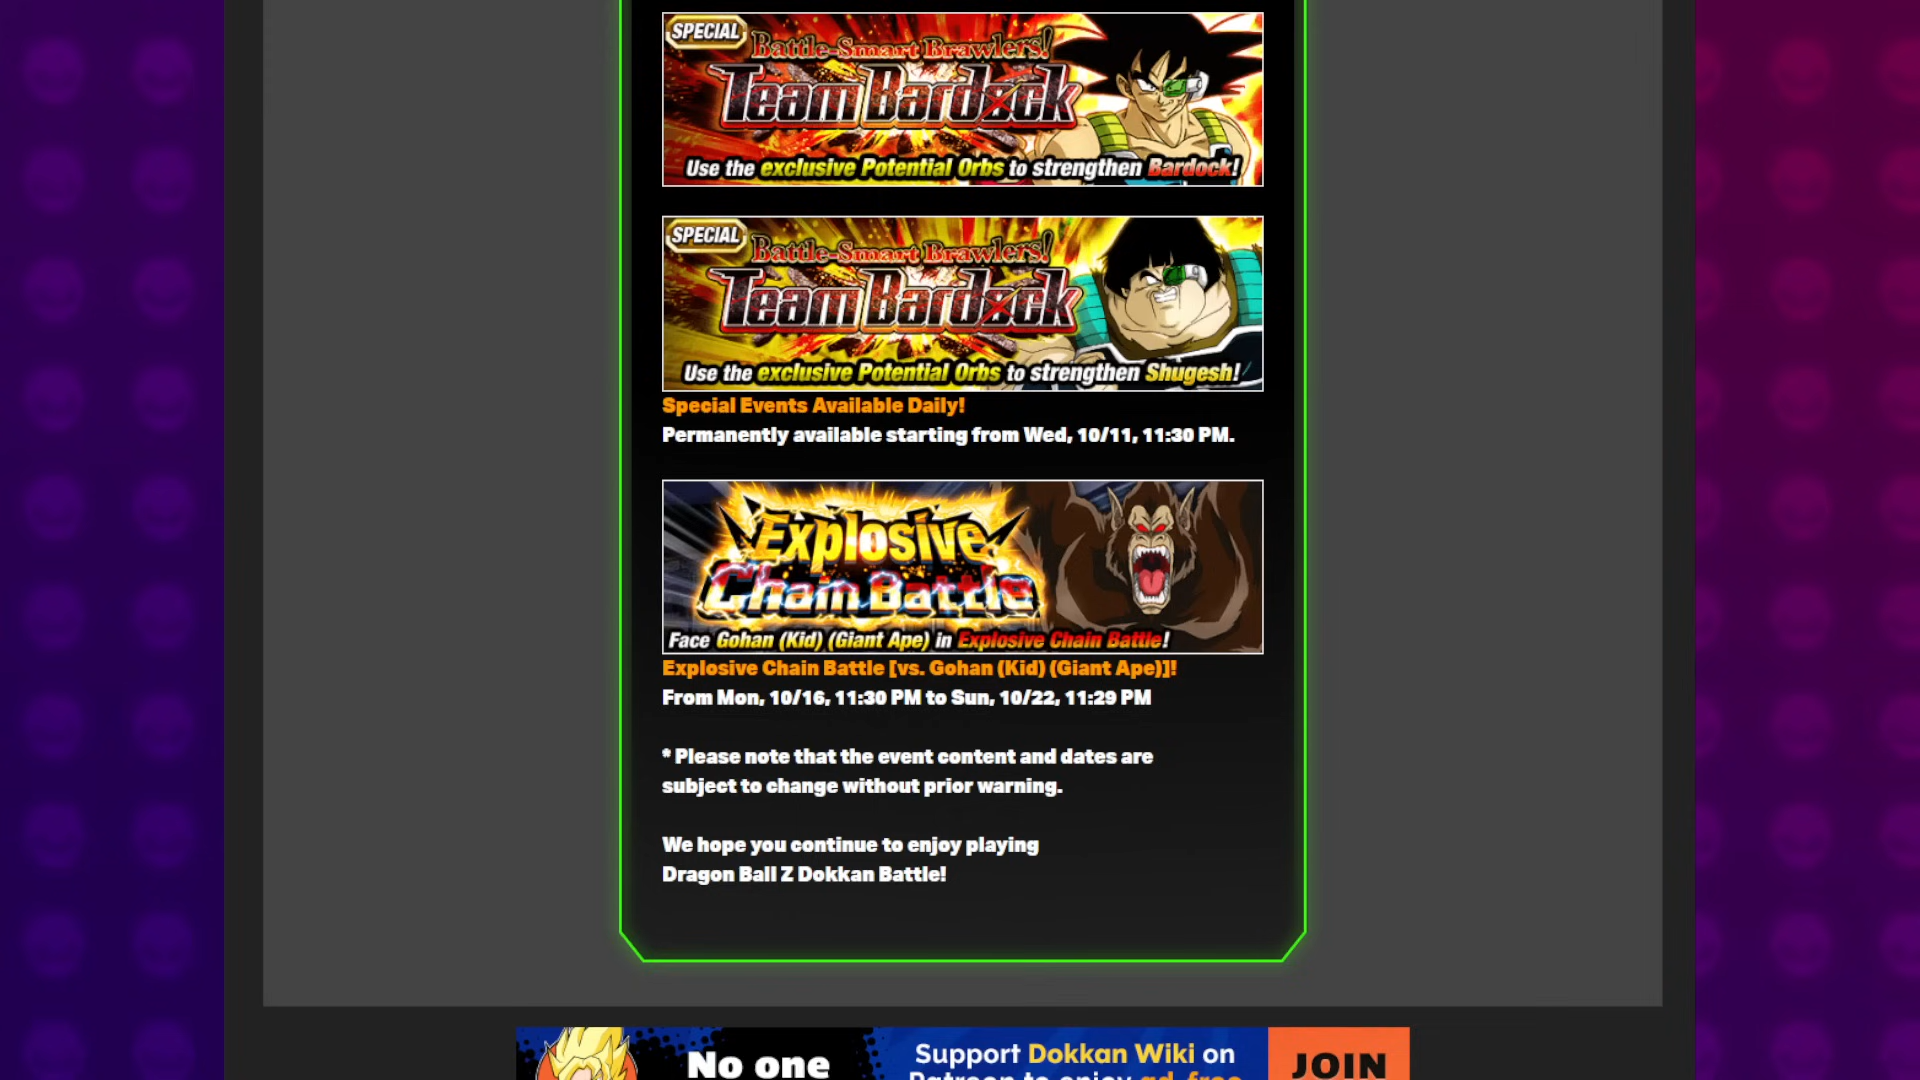 SPECIAL
Battle-Smart Brawlers!
Team Bardock
Use the exclusive Potential Orbs to strengthen Bardock!
SPECIAL
Battle-Smart Brawlers!
Team Bardock
Use the exclusive Potential Orbs to strengthen Shugesh!
Special Events Available Daily!
Permanently available starting from Wed, 10/11, 11:30 PM.
Explosive
Chain Battle
Face Gohan (Kid) (Giant Ape) in Explosive Chain Battle!
Explosive Chain Battle [vs. Gohan (Kid) (Giant Ape)]!
From Mon, 10/16, 11:30 PM to Sun, 10/22, 11:29 PM
* Please note that the event content and dates are
subject to change without prior warning.
We hope you continue to enjoy playing
Dragon Ball Z Dokkan Battle!
No one
Support Dokkan Wiki on
Patreon to enjoy ad-free
JOIN